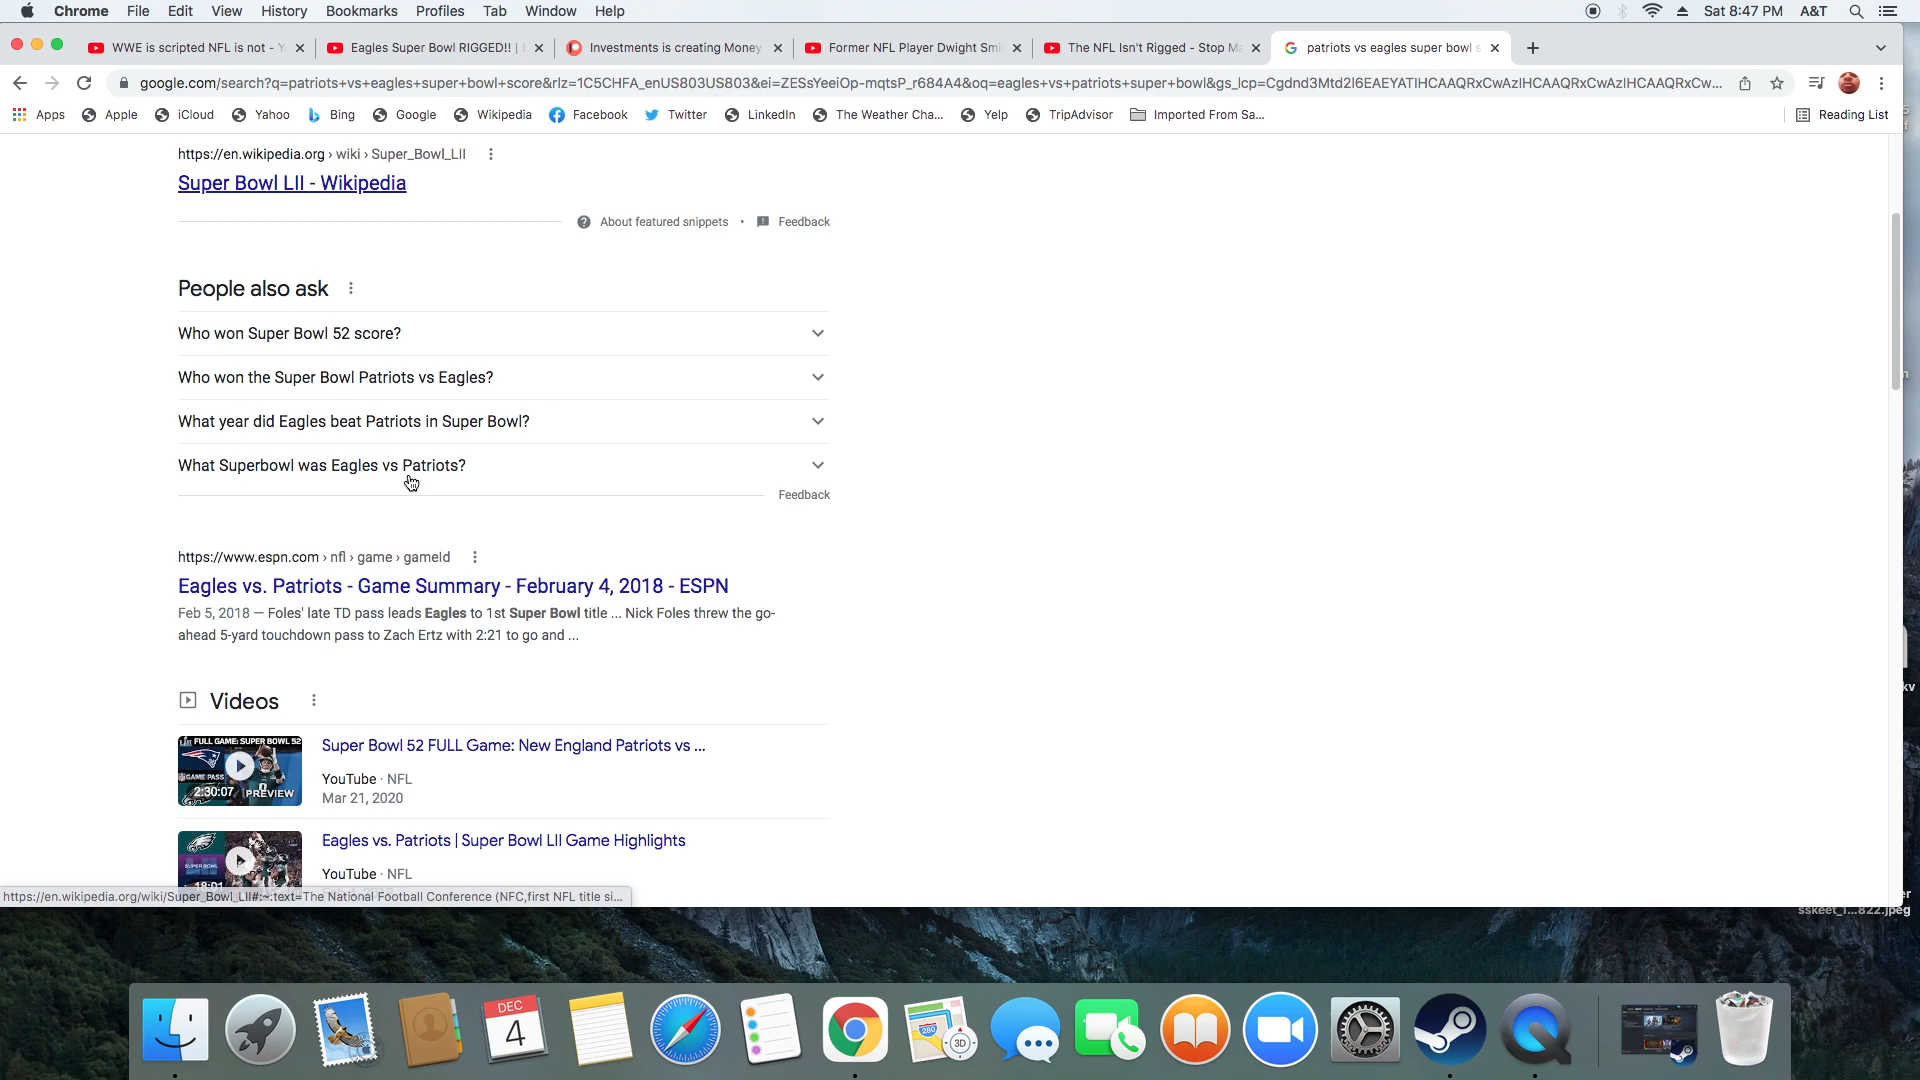 Chrome File Edit View History Bookmarks Profiles Tab Window Help Sat 8:47 PM A&T
WWE is scripted NFL is not - Y
Eagles Super Bowl RIGGED!! |
Investments is creating Money
Former NFL Player Dwight Smi
The NFL Isn't Rigged - Stop Ma
patriots vs eagles super bowl s
google.com/search?q=patriots+vs+eagles+super+bowl+score&rlz=1C5CHFA_enUS803US803&ei=ZESsYeeiOp-mqtsP_r684A4&oq=eagles+vs+patriots+super+bowl&gs_lcp=Cgdnd3Mtd2l6EAEYATIHCAAQRxCwAzIHCAAQRxCwAzIHCAAQRxCw...
Apps Apple iCloud Yahoo Bing Google Wikipedia Facebook Twitter LinkedIn The Weather Cha... Yelp TripAdvisor Imported From Sa... Reading List
https://en.wikipedia.org › wiki › Super_Bowl_LII
Super Bowl LII - Wikipedia
About featured snippets • Feedback
People also ask
Who won Super Bowl 52 score?
Who won the Super Bowl Patriots vs Eagles?
What year did Eagles beat Patriots in Super Bowl?
What Superbowl was Eagles vs Patriots?
Feedback
https://www.espn.com › nfl › game › gameId
Eagles vs. Patriots - Game Summary - February 4, 2018 - ESPN
Feb 5, 2018 — Foles' late TD pass leads Eagles to 1st Super Bowl title ... Nick Foles threw the go-
ahead 5-yard touchdown pass to Zach Ertz with 2:21 to go and ...
Videos
FULL GAME: SUPER BOWL 52
GAME PASS
2:30:07 PREVIEW
Super Bowl 52 FULL Game: New England Patriots vs ...
YouTube · NFL
Mar 21, 2020
SUPER BOWL
18:01
Eagles vs. Patriots | Super Bowl LII Game Highlights
YouTube · NFL
https://en.wikipedia.org/wiki/Super_Bowl_LII#:~:text=The National Football Conference (NFC,first NFL title si...
sskeet_1...822.jpeg
DEC
4
280
3D